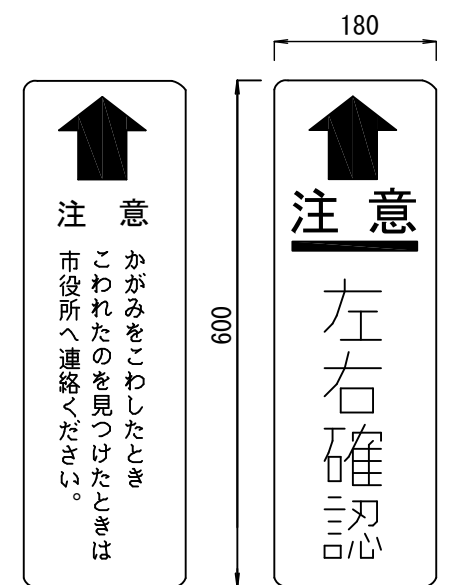 注意
かがみをこわしたとき
こわれたのを見つけたときは
市役所へ連絡ください。
600
180
注意
左右確認